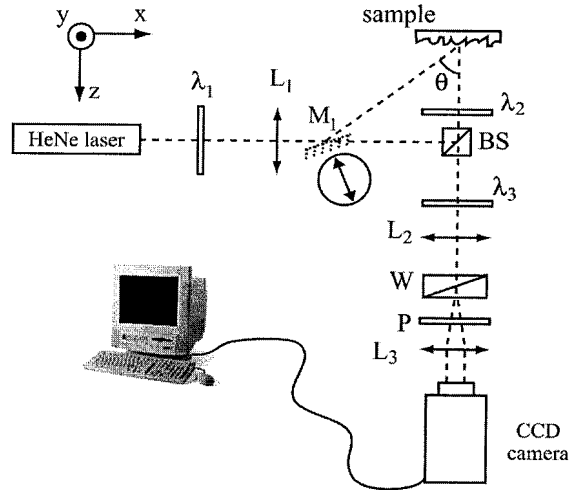 y x
z
sample
θ
λ1
L1
M1
λ2
HeNe laser
BS
λ3
L2
W
P
L3
CCD
camera